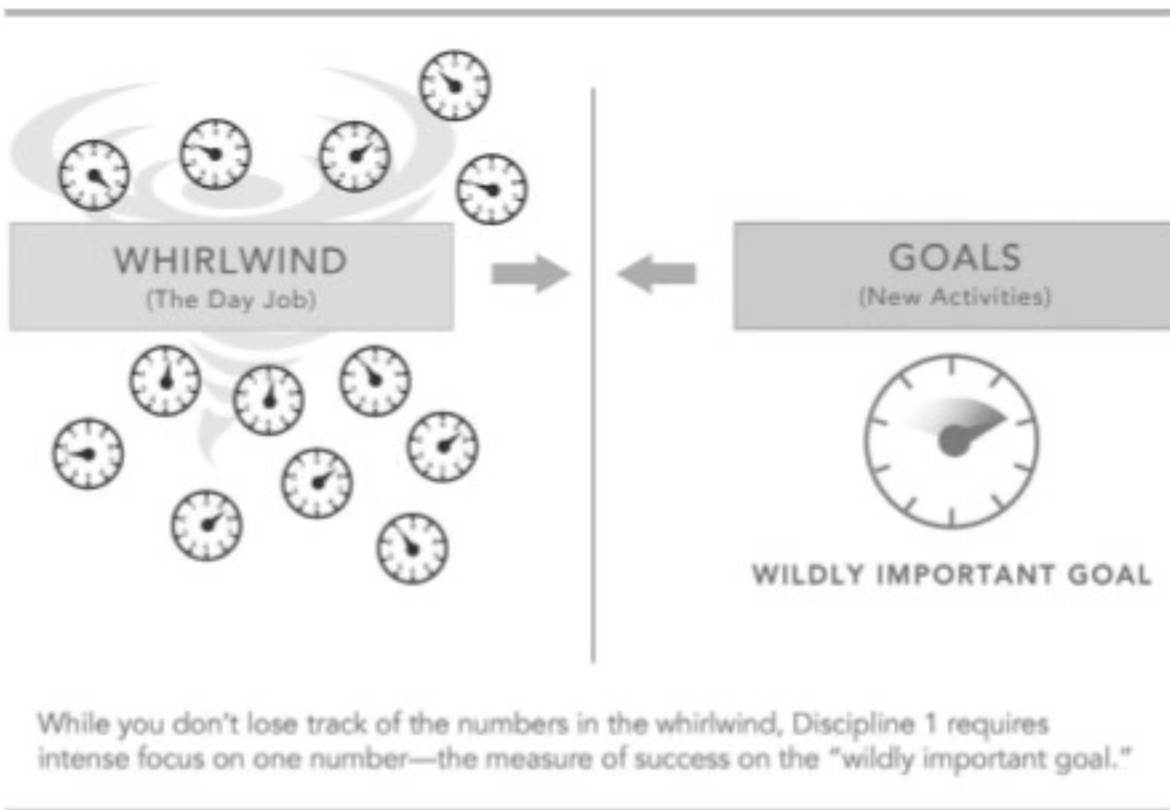 WHIRLWIND
(The Day Job)
GOALS
(New Activities)
WILDLY IMPORTANT GOAL
While you don't lose track of the numbers in the whirlwind, Discipline 1 requires
intense focus on one number—the measure of success on the “wildly important goal.”